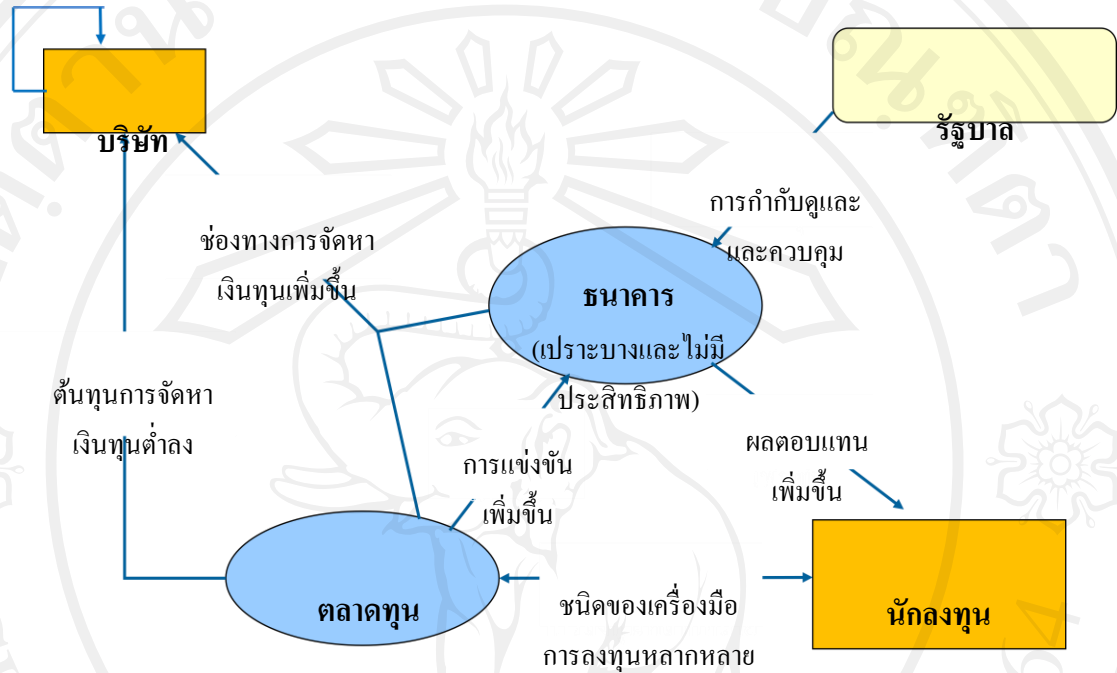 บริษัท
รัฐบาล
การกำกับดูและ
และควบคุม
ช่องทางการจัดหา
เงินทุนเพิ่มขึ้น
ธนาคาร
(เปราะบางและไม่มี
ประสิทธิภาพ)
ต้นทุนการจัดหา
เงินทุนต่ำลง
ผลตอบแทน
เพิ่มขึ้น
การแข่งขัน
เพิ่มขึ้น
ตลาดทุน
ชนิดของเครื่องมือ
การลงทุนหลากหลาย
นักลงทุน